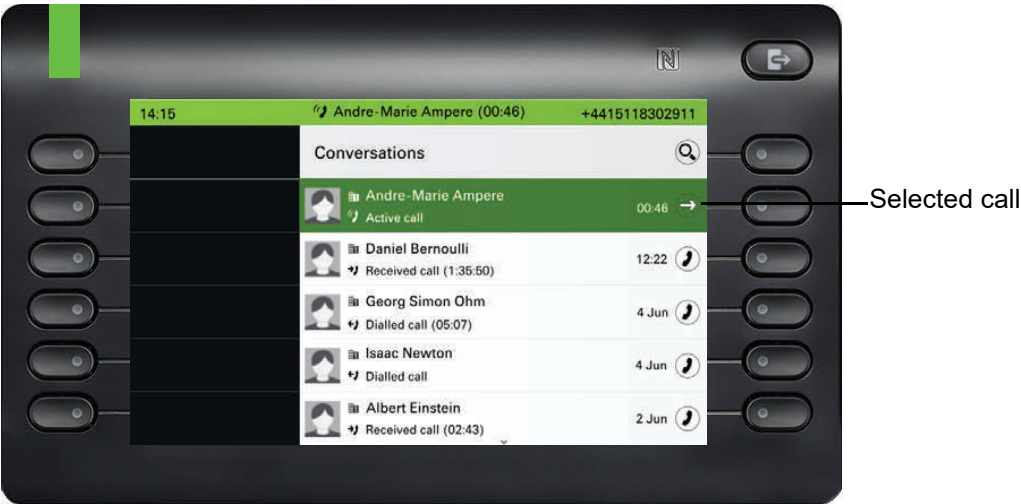 14:15 Andre-Marie Ampere (00:46) +4415118302911
Conversations
Andre-Marie Ampere
Active call 00:46
Selected call
Daniel Bernoulli
Received call (1:35:50) 12:22
Georg Simon Ohm
Dialled call (05:07) 4 Jun
Isaac Newton
Dialled call 4 Jun
Albert Einstein
Received call (02:43) 2 Jun